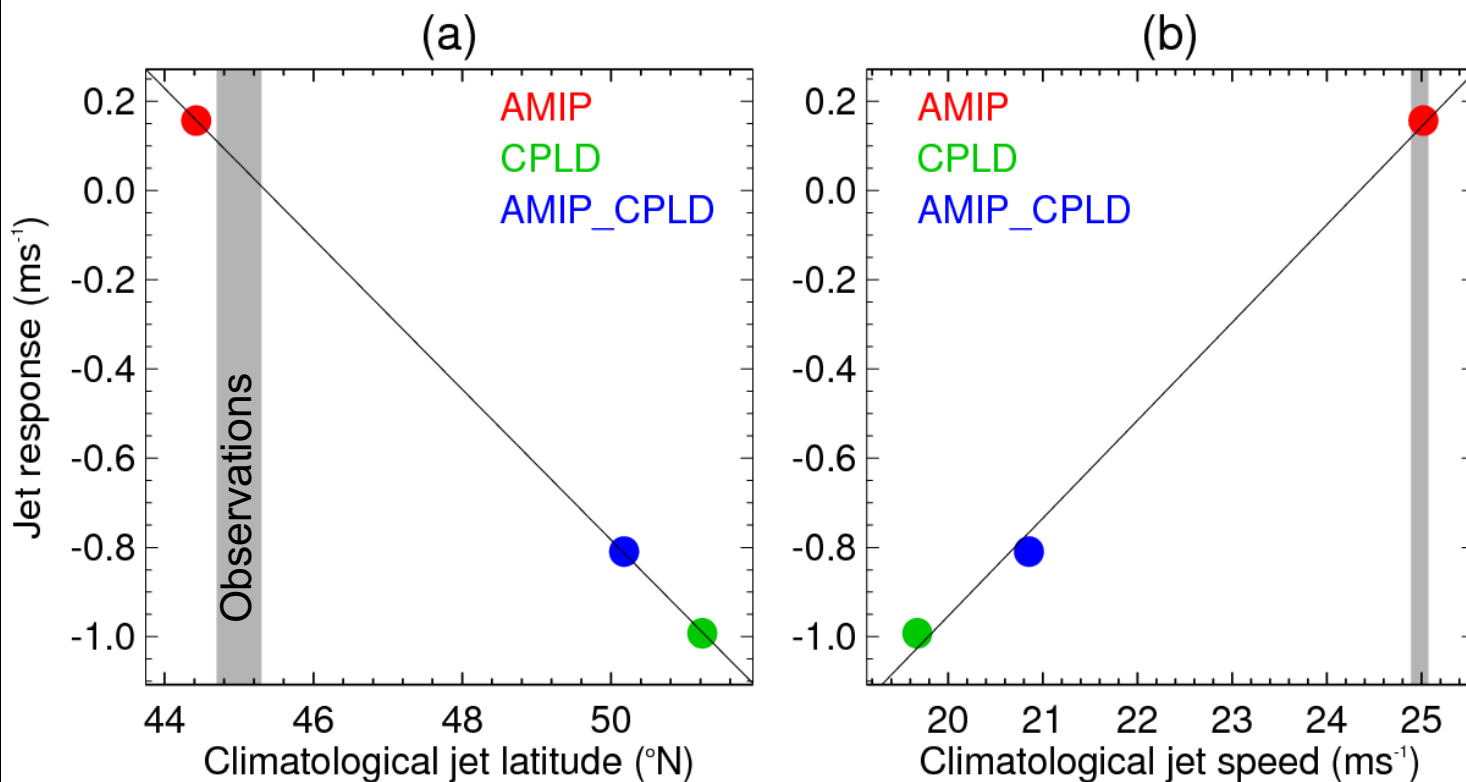 (a)
0.2
0.0
-0.2
-0.4
-0.6
-0.8
-1.0
Jet response (ms⁻¹)
AMIP
CPLD
AMIP_CPLD
Observations
44 46 48 50
Climatological jet latitude (°N)
(b)
0.2
0.0
-0.2
-0.4
-0.6
-0.8
-1.0
AMIP
CPLD
AMIP_CPLD
20 21 22 23 24 25
Climatological jet speed (ms⁻¹)